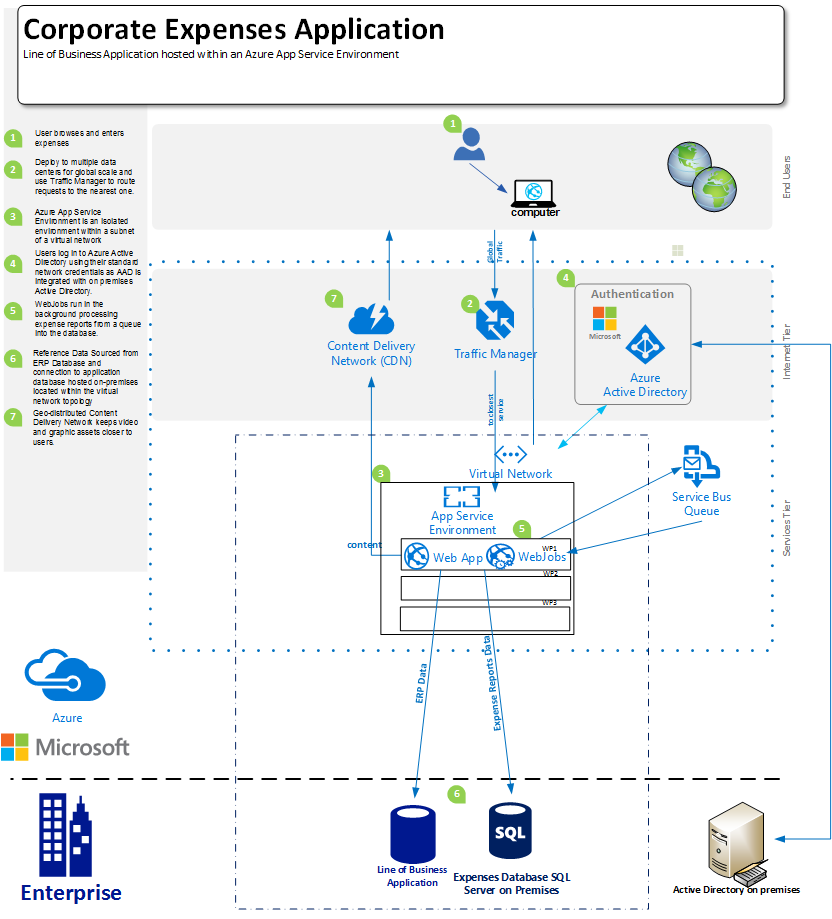 Corporate Expenses Application
Line of Business Application hosted within an Azure App Service Environment
1
User browses and enters
expenses
2
Deploy to multiple data
centers for global scale and
use Traffic Manager to route
requests to the nearest one.
3
Azure App Service
Environment is an isolated
environment within a subnet
of a virtual network
4
Users log in to Azure Active
Directory using their standard
network credentials as AAD is
integrated with on premises
Active Directory.
5
WebJobs run in the
background processing
expense reports from a queue
into the database.
6
Reference Data Sourced from
ERP Database and
connection to application
database hosted on-premises
located within the virtual
network topology
7
Geo-distributed Content
Delivery Network keeps video
and graphic assets closer to
users.
1
computer
End Users
Global
Traffic
7
Content Delivery
Network (CDN)
2
Traffic Manager
4
Authentication
Microsoft
Azure
Active Directory
Internet Tier
to closest
service
Virtual Network
3
App Service
Environment
5
Service Bus
Queue
Services Tier
content
Web App
WebJobs
WP1
WP2
WP3
ERP Data
Expense Reports Data
Azure
Microsoft
6
Enterprise
Line of Business
Application
SQL
Expenses Database SQL
Server on Premises
Active Directory on premises